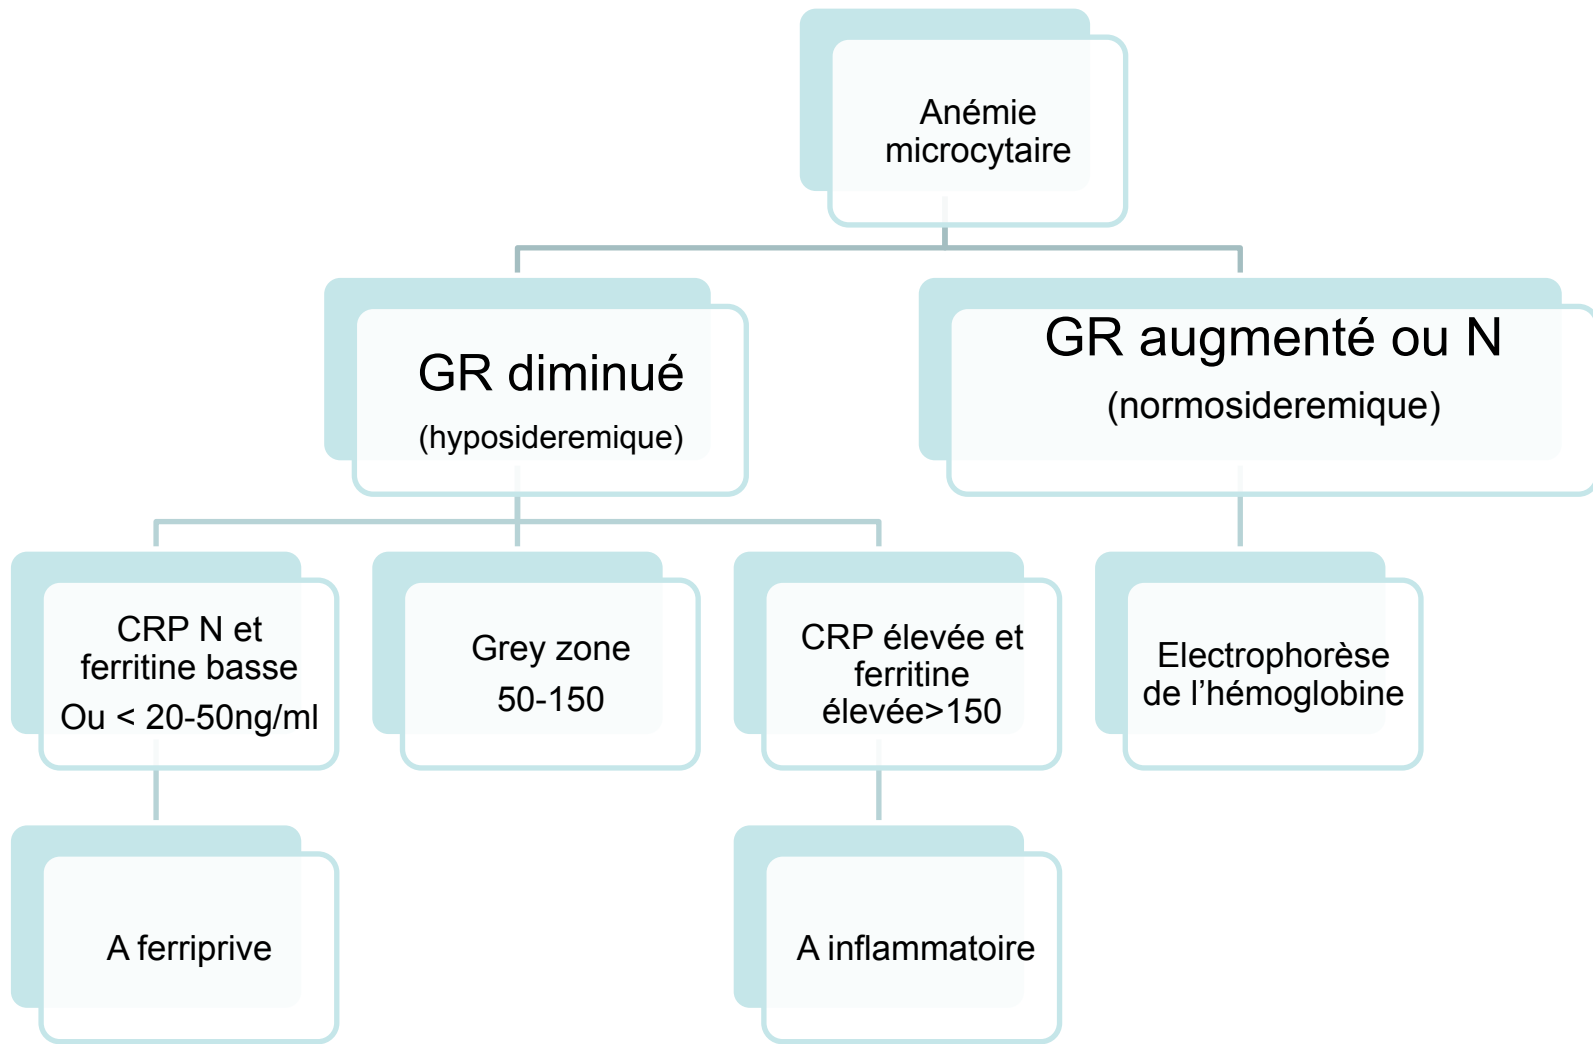 Anémie
microcytaire
GR diminué
(hyposideremique)
GR augmenté ou N
(normosideremique)
CRP N et
ferritine basse
Ou < 20-50ng/ml
Grey zone
50-150
CRP élevée et
ferritine
élevée>150
Electrophorèse
de l'hémoglobine
A ferriprive
A inflammatoire